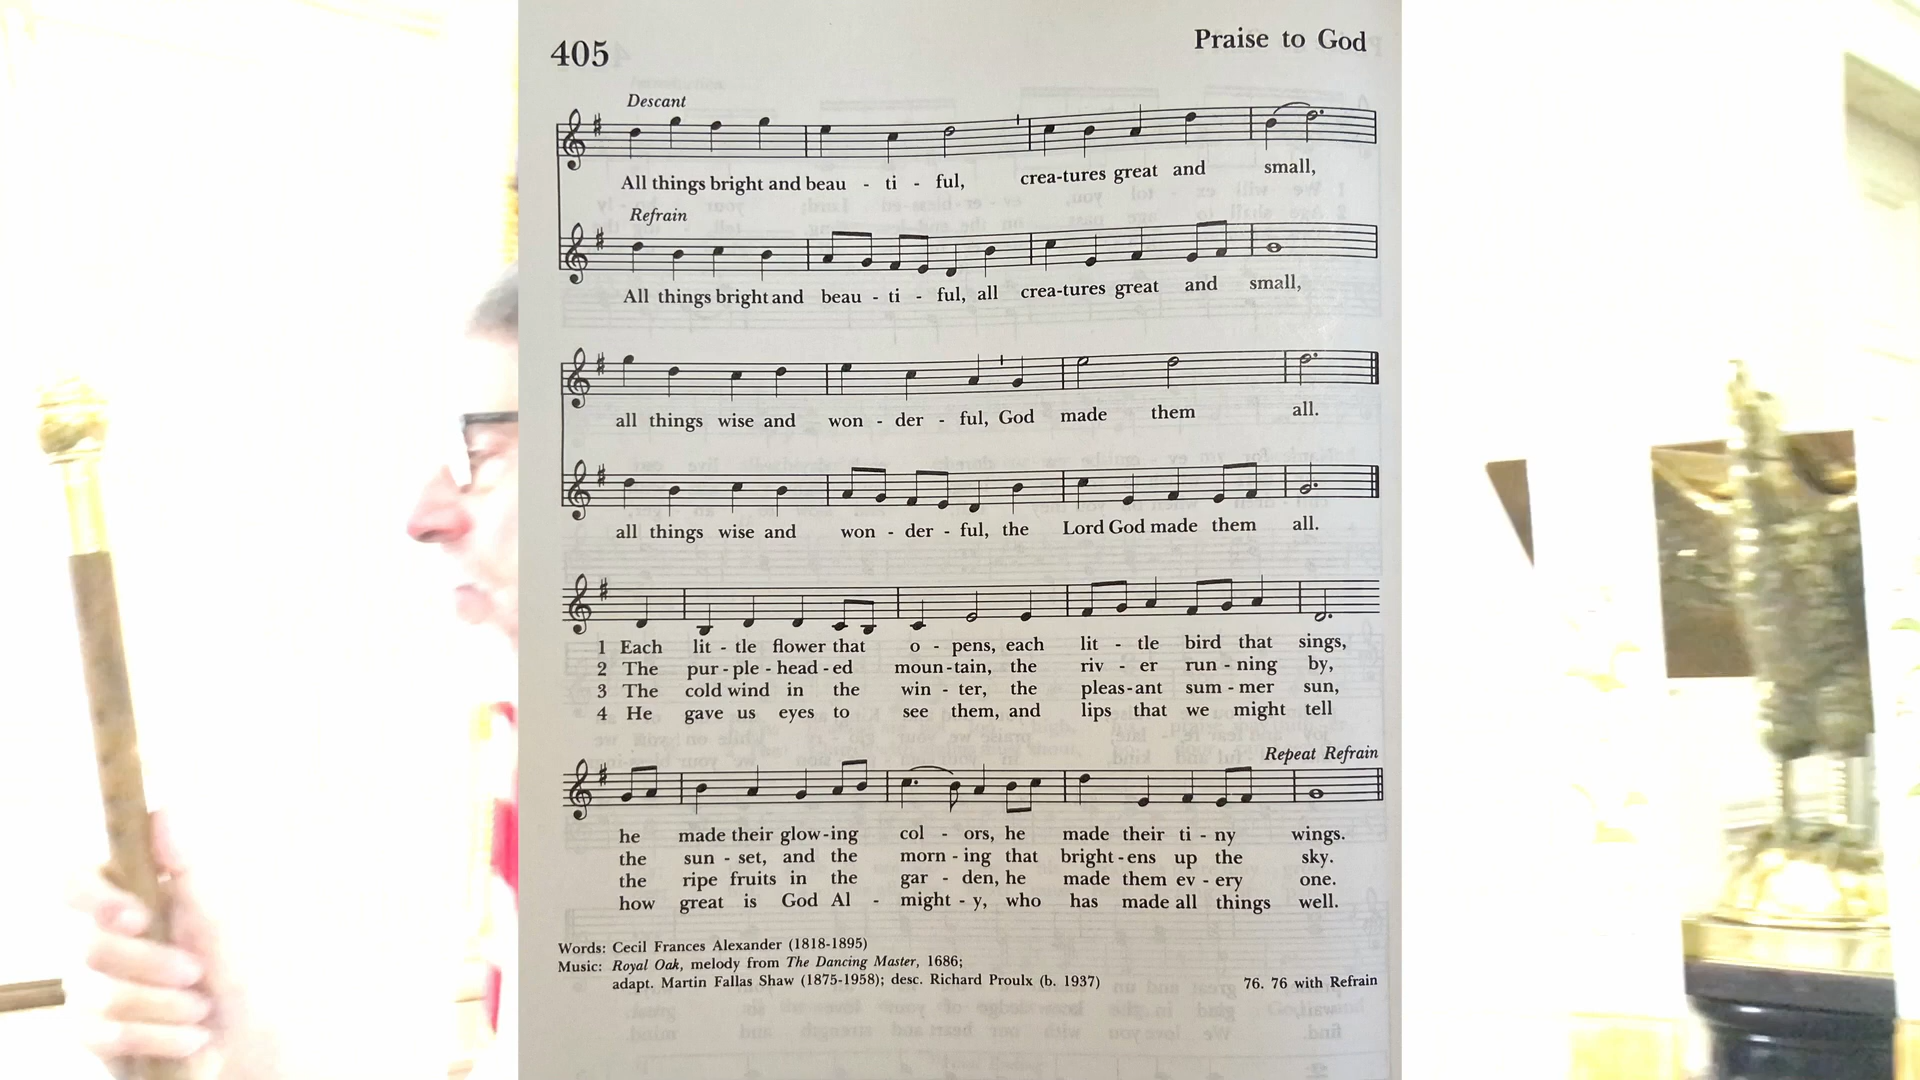 405
Praise to God
Descant
All things bright and beau - ti - ful, crea-tures great and small,
Refrain
All things bright and beau - ti - ful, all crea-tures great and small,
all things wise and won - der - ful, God made them all.
all things wise and won - der - ful, the Lord God made them all.
1 Each lit - tle flower that o - pens, each lit - tle bird that sings,
2 The pur - ple - head - ed moun - tain, the riv - er run - ning by,
3 The cold wind in the win - ter, the pleas - ant sum - mer sun,
4 He gave us eyes to see them, and lips that we might tell
Repeat Refrain
he made their glow - ing col - ors, he made their ti - ny wings.
the sun - set, and the morn - ing that bright - ens up the sky.
the ripe fruits in the gar - den, he made them ev - ery one.
how great is God Al - might - y, who has made all things well.
Words: Cecil Frances Alexander (1818-1895)
Music: Royal Oak, melody from The Dancing Master, 1686;
adapt. Martin Fallas Shaw (1875-1958); desc. Richard Proulx (b. 1937)
76. 76 with Refrain